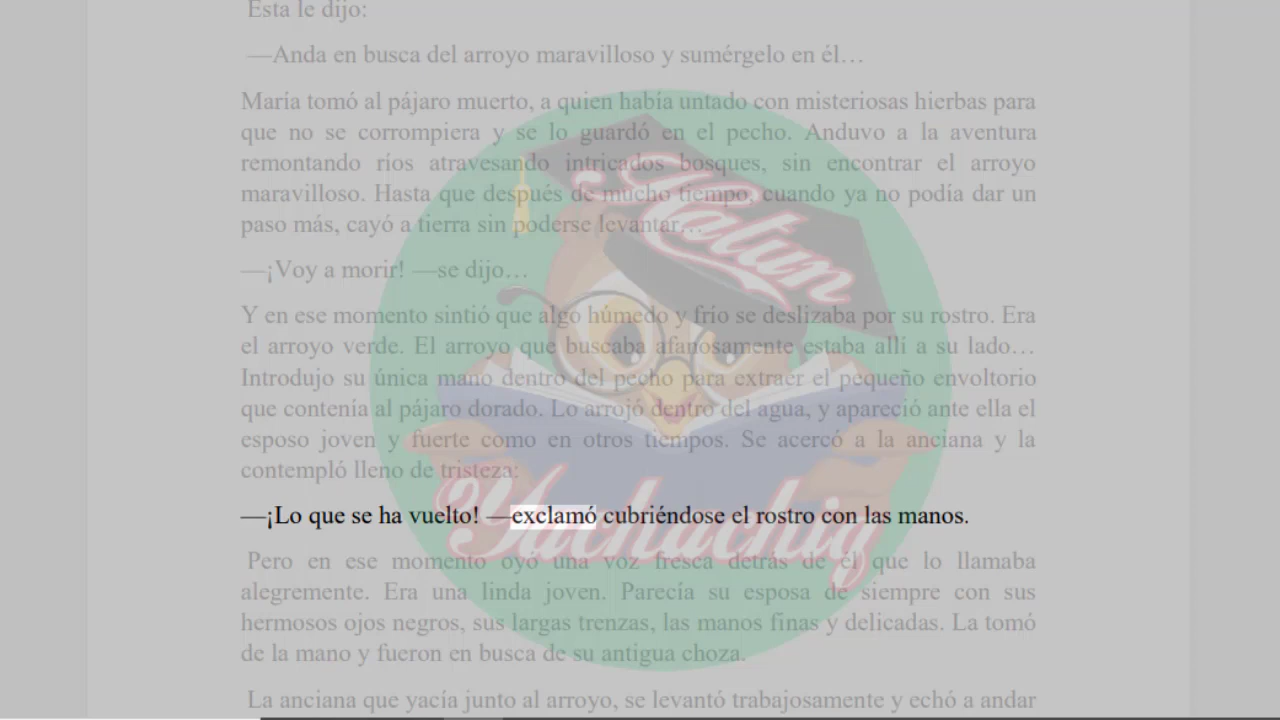 Esta le dijo:
—Anda en busca del arroyo maravilloso y sumérgelo en él…
María tomó al pájaro muerto, a quien había untado con misteriosas hierbas para
que no se corrompiera y se lo guardó en el pecho. Anduvo a la aventura
remontando ríos atravesando intricados bosques, sin encontrar el arroyo
maravilloso. Hasta que después de mucho tiempo, cuando ya no podía dar un
paso más, cayó a tierra sin poderse levantar…
—¡Voy a morir! —se dijo…
Y en ese momento sintió que algo húmedo y frío se deslizaba por su rostro. Era
el arroyo verde. El arroyo que buscaba afanosamente estaba allí a su lado…
Introdujo su única mano dentro del pecho para extraer el pequeño envoltorio
que contenía al pájaro dorado. Lo arrojó dentro del agua, y apareció ante ella el
esposo joven y fuerte como en otros tiempos. Se acercó a la anciana y la
contempló lleno de tristeza:
—¡Lo que se ha vuelto! —exclamó cubriéndose el rostro con las manos.
Pero en ese momento oyó una voz fresca detrás de él que lo llamaba
alegremente. Era una linda joven. Parecía su esposa de siempre con sus
hermosos ojos negros, sus largas trenzas, las manos finas y delicadas. La tomó
de la mano y fueron en busca de su antigua choza.
La anciana que yacía junto al arroyo, se levantó trabajosamente y echó a andar
Hatun
Yachachiq